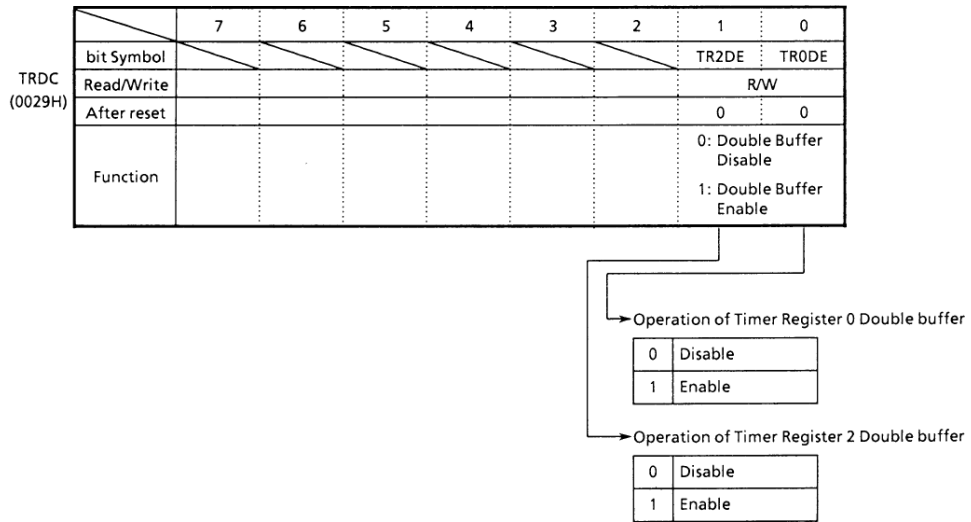 7 6 5 4 3 2 1 0
bit Symbol TR2DE TR0DE
TRDC
(0029H)
Read/Write R/W
After reset 0 0
Function
0: Double Buffer
Disable
1: Double Buffer
Enable
Operation of Timer Register 0 Double buffer
0 Disable
1 Enable
Operation of Timer Register 2 Double buffer
0 Disable
1 Enable